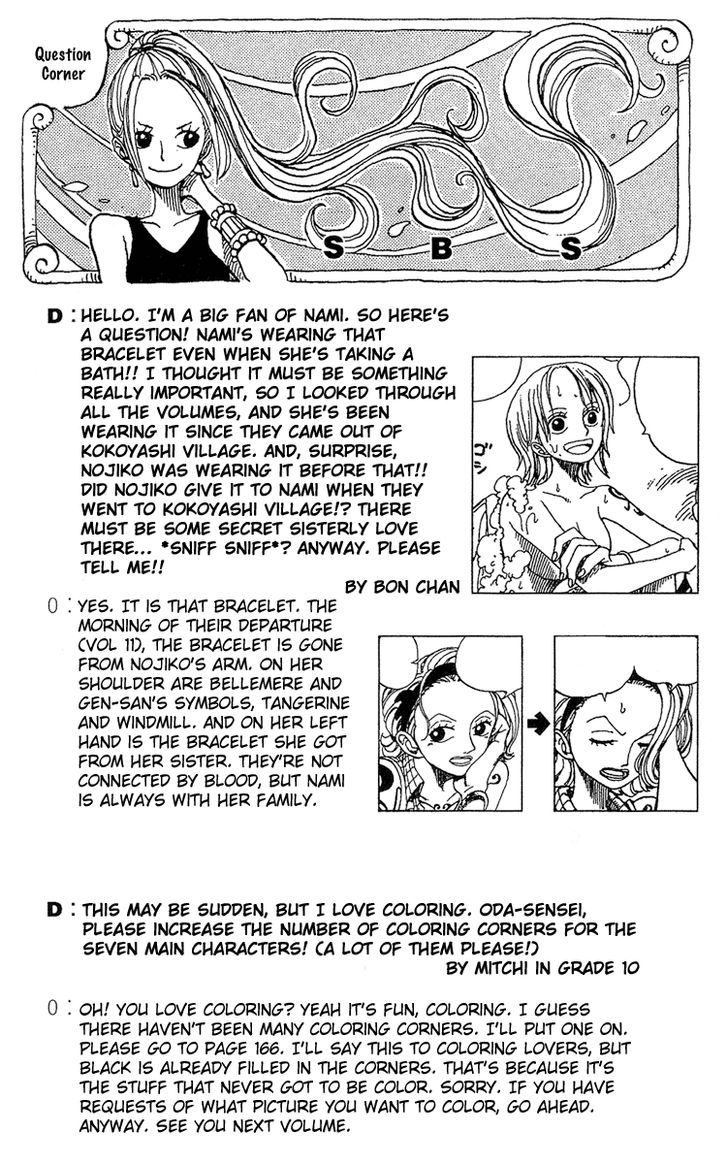 Question
Corner
S B S
D : HELLO. I'M A BIG FAN OF NAMI. SO HERE'S
A QUESTION! NAMI'S WEARING THAT
BRACELET EVEN WHEN SHE'S TAKING A
BATH!! I THOUGHT IT MUST BE SOMETHING
REALLY IMPORTANT, SO I LOOKED THROUGH
ALL THE VOLUMES, AND SHE'S BEEN
WEARING IT SINCE THEY CAME OUT OF
KOKOYASHI VILLAGE. AND, SURPRISE,
NOJIKO WAS WEARING IT BEFORE THAT!!
DID NOJIKO GIVE IT TO NAMI WHEN THEY
WENT TO KOKOYASHI VILLAGE!? THERE
MUST BE SOME SECRET SISTERLY LOVE
THERE... *SNIFF SNIFF*? ANYWAY. PLEASE
TELL ME!!
BY BON CHAN
O : YES. IT IS THAT BRACELET. THE
MORNING OF THEIR DEPARTURE
(VOL 11), THE BRACELET IS GONE
FROM NOJIKO'S ARM. ON HER
SHOULDER ARE BELLEMERE AND
GEN-SAN'S SYMBOLS, TANGERINE
AND WINDMILL. AND ON HER LEFT
HAND IS THE BRACELET SHE GOT
FROM HER SISTER. THEY'RE NOT
CONNECTED BY BLOOD, BUT NAMI
IS ALWAYS WITH HER FAMILY.
D : THIS MAY BE SUDDEN, BUT I LOVE COLORING. ODA-SENSEI,
PLEASE INCREASE THE NUMBER OF COLORING CORNERS FOR THE
SEVEN MAIN CHARACTERS! (A LOT OF THEM PLEASE!)
BY MITCHI IN GRADE 10
O : OH! YOU LOVE COLORING? YEAH IT'S FUN, COLORING. I GUESS
THERE HAVEN'T BEEN MANY COLORING CORNERS. I'LL PUT ONE ON.
PLEASE GO TO PAGE 166. I'LL SAY THIS TO COLORING LOVERS, BUT
BLACK IS ALREADY FILLED IN THE CORNERS. THAT'S BECAUSE IT'S
THE STUFF THAT NEVER GOT TO BE COLOR. SORRY. IF YOU HAVE
REQUESTS OF WHAT PICTURE YOU WANT TO COLOR, GO AHEAD.
ANYWAY. SEE YOU NEXT VOLUME.